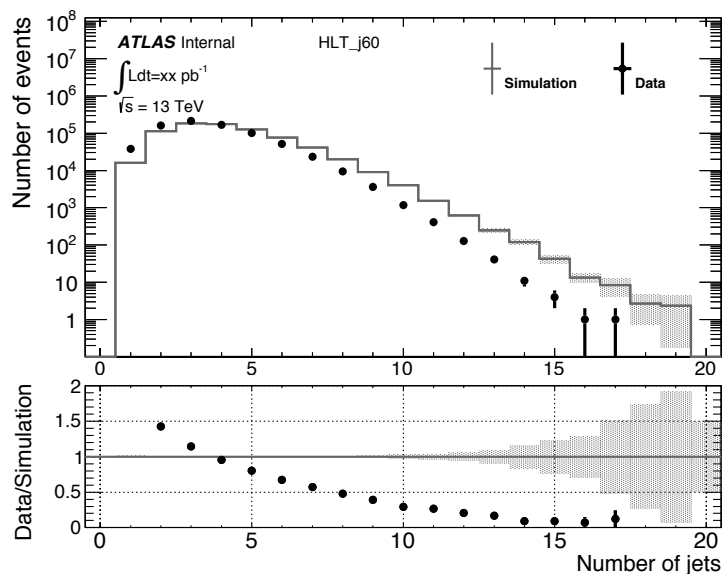 10⁸
10⁷
10⁶
10⁵
10⁴
10³
10²
10
1
Number of events
ATLAS Internal
HLT_j60
∫Ldt=xx pb⁻¹
√s = 13 TeV
Simulation
Data
0 5 10 15 20
2
1.5
1
0.5
0
Data/Simulation
0 5 10 15 20
Number of jets